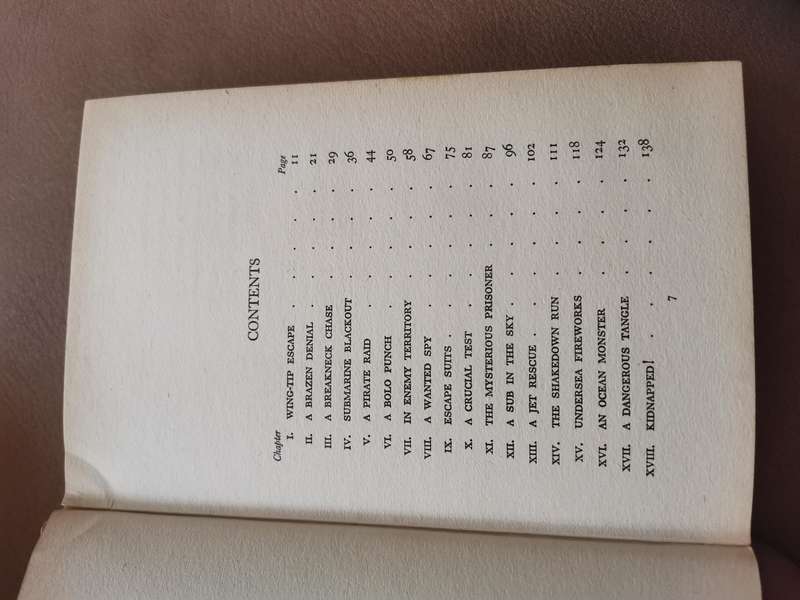 CONTENTS
Chapter Page
I. WING-TIP ESCAPE . . . . . . 11
II. A BRAZEN DENIAL . . . . . . 21
III. A BREAKNECK CHASE . . . . . 29
IV. SUBMARINE BLACKOUT . . . . . 36
V. A PIRATE RAID . . . . . . 44
VI. A BOLO PUNCH . . . . . . 50
VII. IN ENEMY TERRITORY . . . . . 58
VIII. A WANTED SPY . . . . . . 67
IX. ESCAPE SUITS . . . . . . 75
X. A CRUCIAL TEST . . . . . . 81
XI. THE MYSTERIOUS PRISONER . . . . 87
XII. A SUB IN THE SKY . . . . . . 96
XIII. A JET RESCUE . . . . . . 102
XIV. THE SHAKEDOWN RUN . . . . . 111
XV. UNDERSEA FIREWORKS . . . . . 118
XVI. AN OCEAN MONSTER . . . . . 124
XVII. A DANGEROUS TANGLE . . . . . 132
XVIII. KIDNAPPED! . . . . . . 138
7